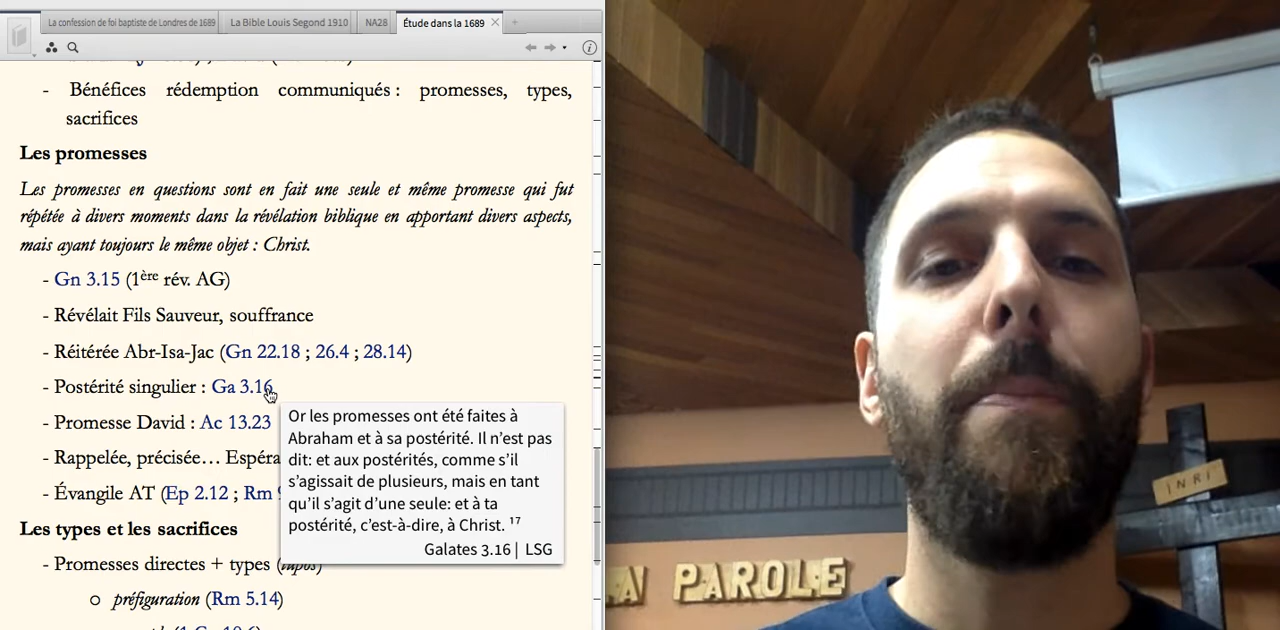 La confession de foi baptiste de Londres de 1689
La Bible Louis Segond 1910
NA28
Étude dans la 1689
- Bénéfices rédemption communiqués : promesses, types,
sacrifices
Les promesses
Les promesses en questions sont en fait une seule et même promesse qui fut
répétée à divers moments dans la révélation biblique en apportant divers aspects,
mais ayant toujours le même objet : Christ.
- Gn 3.15 (1ère rév. AG)
- Révélait Fils Sauveur, souffrance
- Réitérée Abr-Isa-Jac (Gn 22.18 ; 26.4 ; 28.14)
- Postérité singulier : Ga 3.16
- Promesse David : Ac 13.23
- Rappelée, précisée… Espéra
- Évangile AT (Ep 2.12 ; Rm
Or les promesses ont été faites à
Abraham et à sa postérité. Il n'est pas
dit: et aux postérités, comme s'il
s'agissait de plusieurs, mais en tant
qu'il s'agit d'une seule: et à ta
postérité, c'est-à-dire, à Christ. 17
Galates 3.16 | LSG
Les types et les sacrifices
- Promesses directes + types (tupos)
préfiguration (Rm 5.14)
INRI
A PAROLE